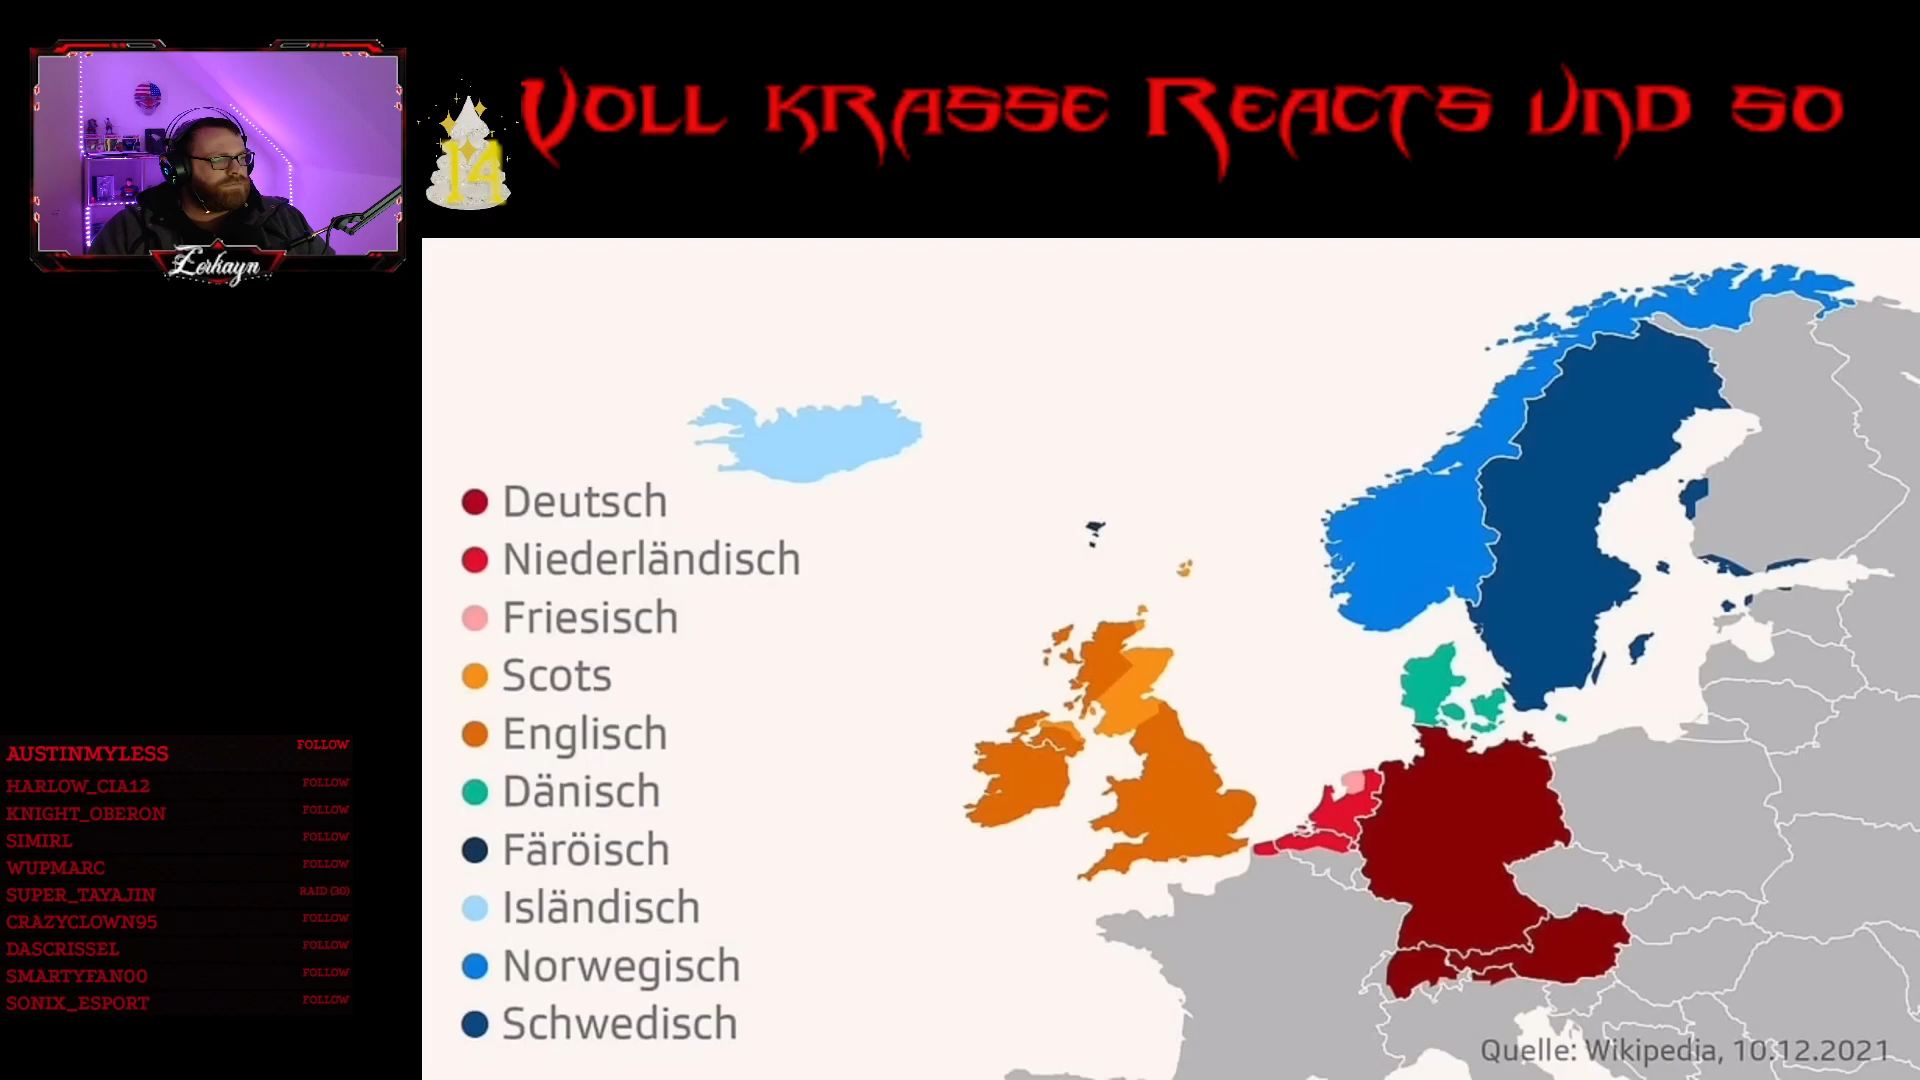 Voll krasse Reacts und so
14
Zerkayn
Deutsch
Niederländisch
Friesisch
Scots
Englisch
Dänisch
Färöisch
Isländisch
Norwegisch
Schwedisch
Quelle: Wikipedia, 10.12.2021
AUSTINMYLESS FOLLOW
HARLOW_CIA12 FOLLOW
KNIGHT_OBERON FOLLOW
SIMIRL FOLLOW
WUPMARC FOLLOW
SUPER_TAYAJIN RAID (30)
CRAZYCLOWN95 FOLLOW
DASCRISSEL FOLLOW
SMARTYFAN00 FOLLOW
SONIX_ESPORT FOLLOW